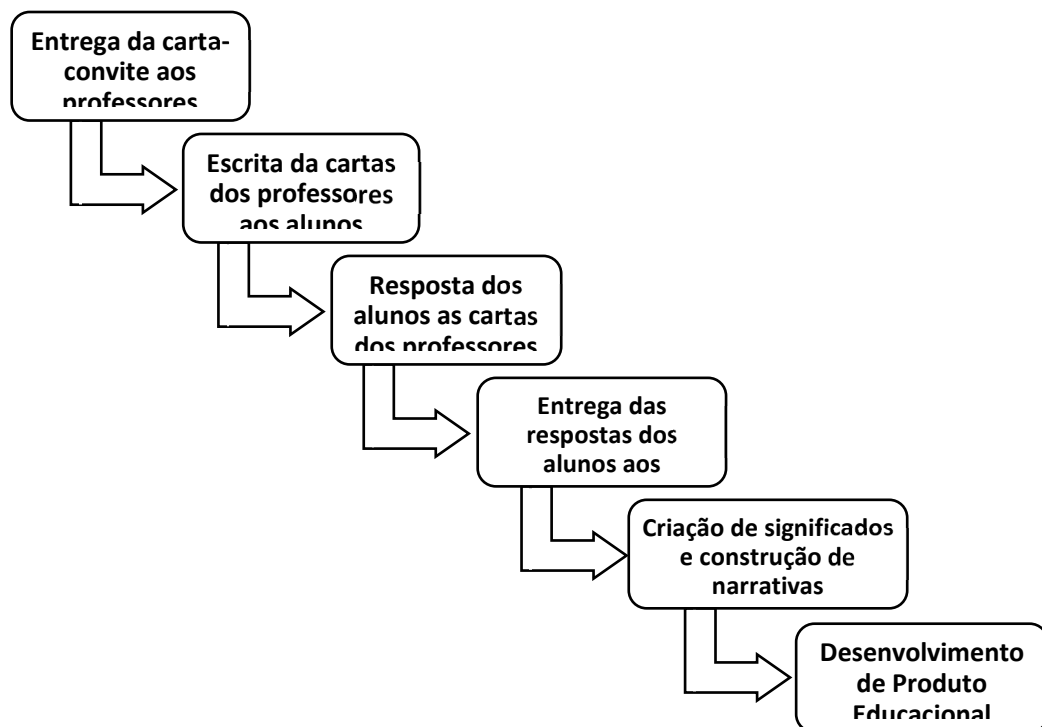 Entrega da carta-
convite aos
professores
Escrita da cartas
dos professores
aos alunos
Resposta dos
alunos as cartas
dos professores
Entrega das
respostas dos
alunos aos
Criação de significados
e construção de
narrativas
Desenvolvimento
de Produto
Educacional